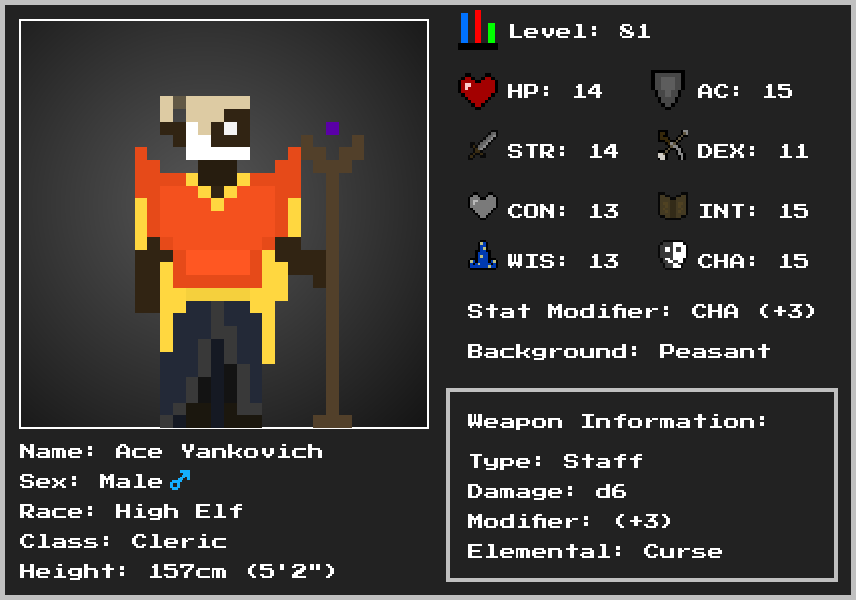 Level: 81
HP: 14 AC: 15
STR: 14 DEX: 11
CON: 13 INT: 15
WIS: 13 CHA: 15
Stat Modifier: CHA (+3)
Background: Peasant
Weapon Information:
Type: Staff
Damage: d6
Modifier: (+3)
Elemental: Curse
Name: Ace Yankovich
Sex: Male ♂
Race: High Elf
Class: Cleric
Height: 157cm (5'2")